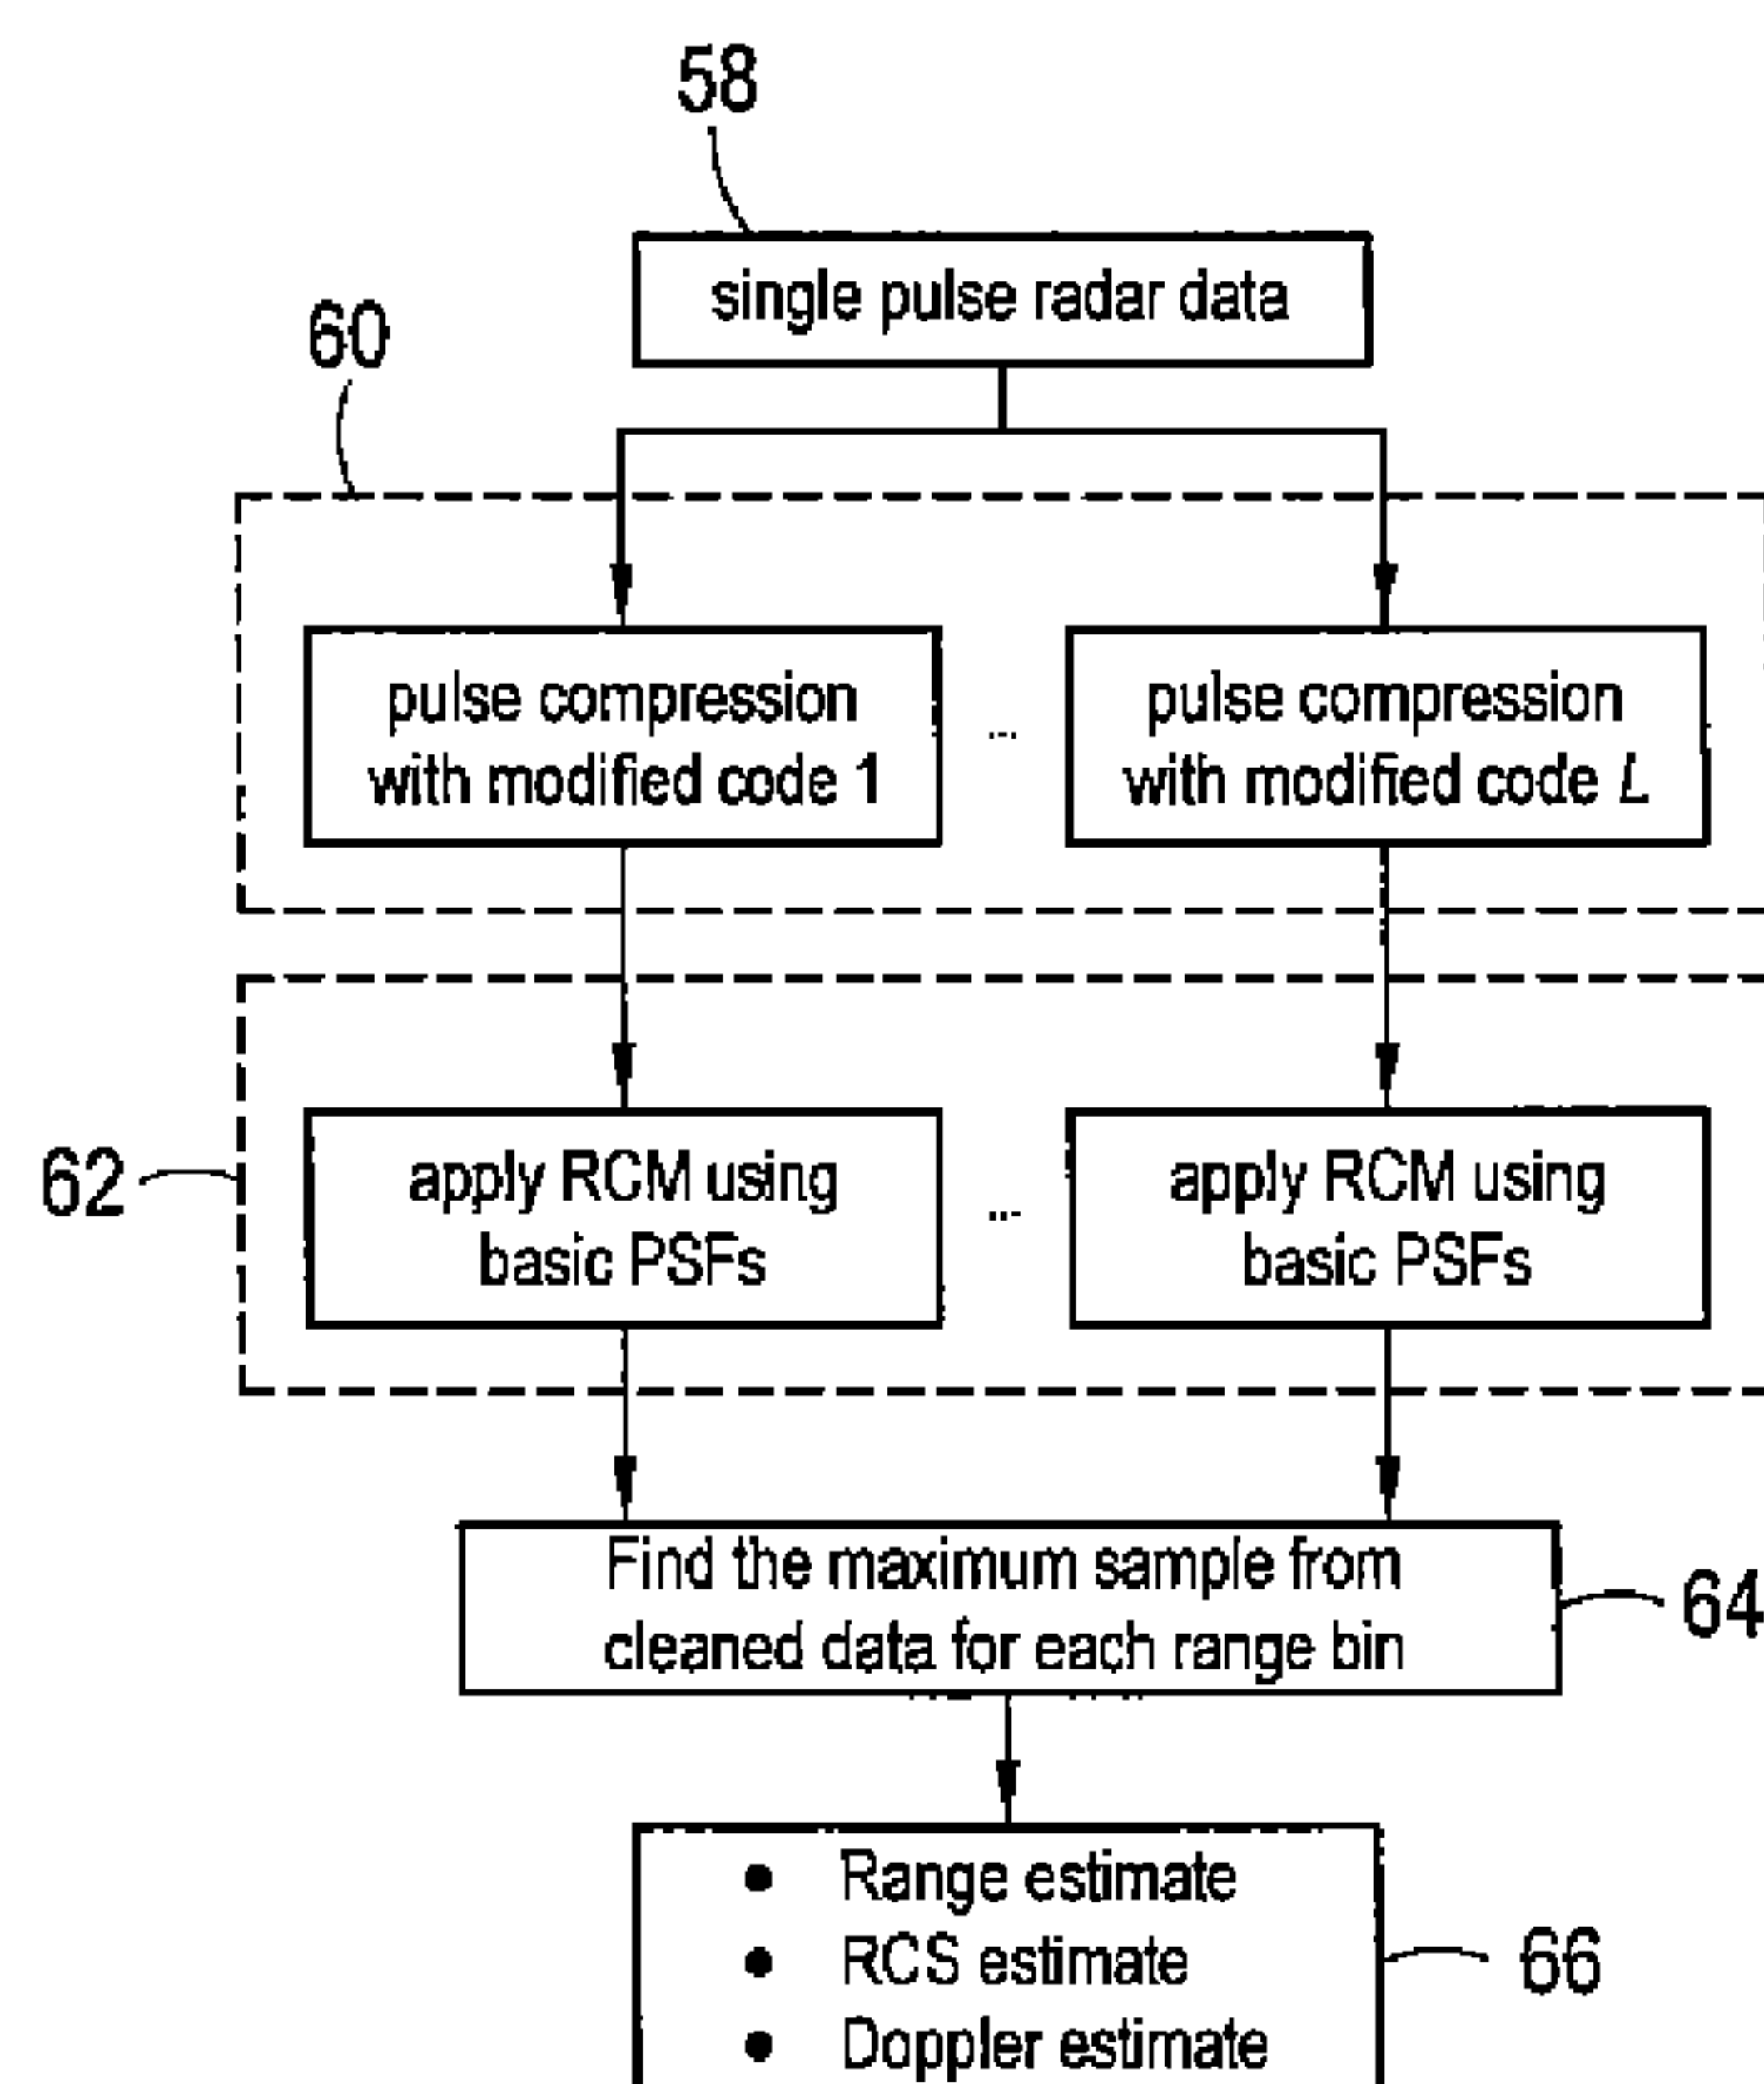 58
single pulse radar data
60
pulse compression
with modified code 1
...
pulse compression
with modified code L
62
apply RCM using
basic PSFs
...
apply RCM using
basic PSFs
Find the maximum sample from
cleaned data for each range bin
64
• Range estimate
• RCS estimate
• Doppler estimate
66